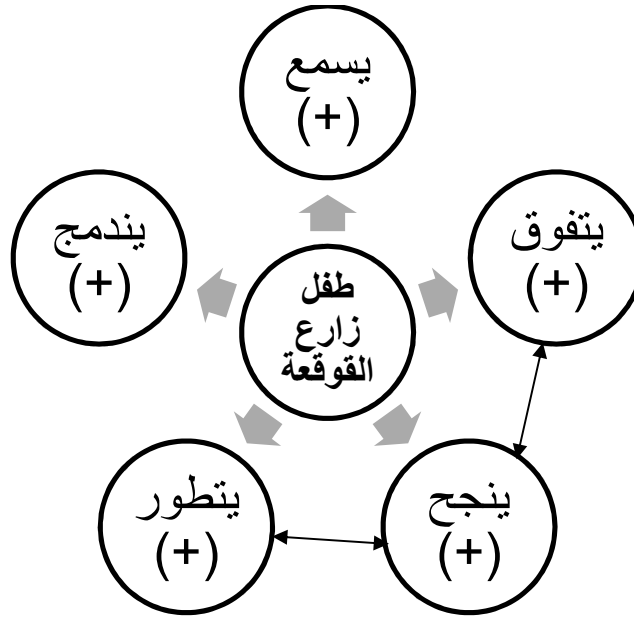 يسمع
(+)
يتفوق
(+)
يندمج
(+)
طفل
زارع
القوقعة
ينجح
(+)
يتطور
(+)